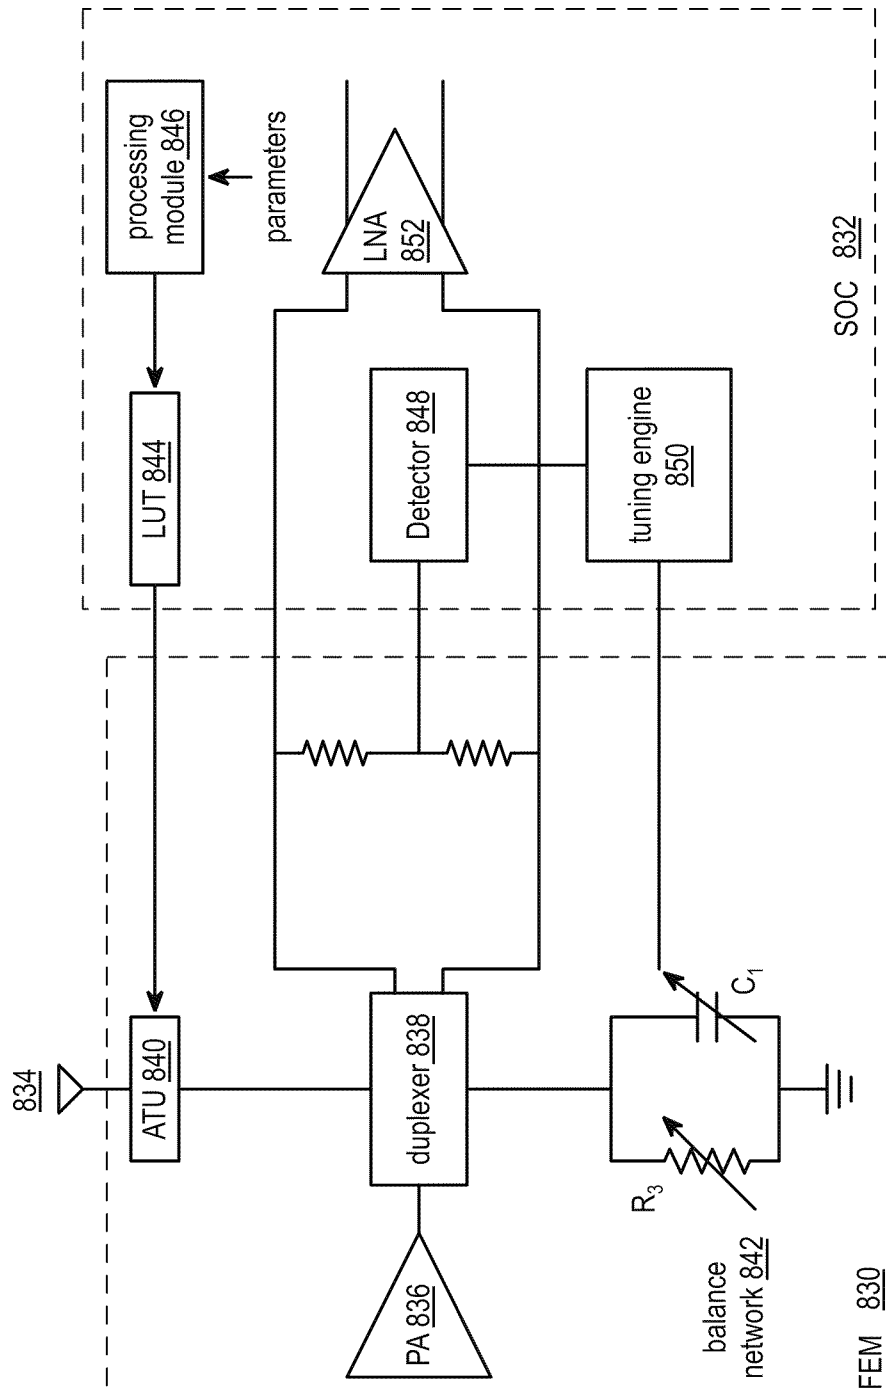 834
ATU 840
LUT 844
processing
module 846
parameters
PA 836
duplexer 838
Detector 848
LNA
852
balance
network 842
R3
C1
tuning engine
850
FEM 830
SOC 832